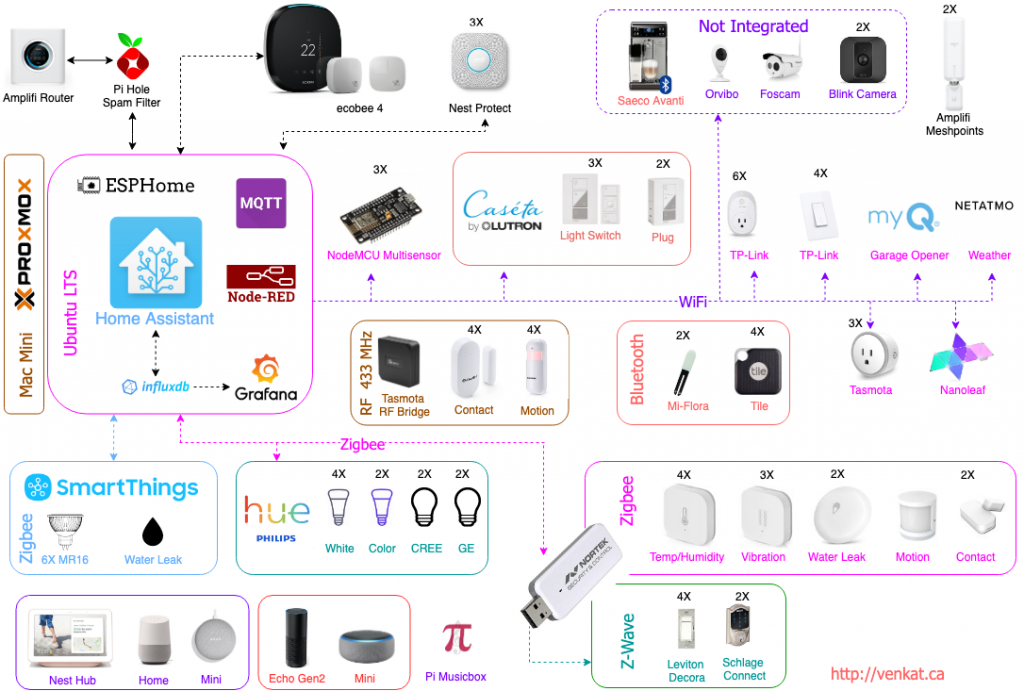 Amplifi Router
Pi Hole
Spam Filter
22
ecobee 4
3X
Nest Protect
Not Integrated
Saeco Avanti
Orvibo
Foscam
2X
Blink Camera
2X
Amplifi
Meshpoints
Mac Mini
PROXMOX
Ubuntu LTS
ESPHome
MQTT
Home Assistant
Node-RED
influxdb
Grafana
3X
NodeMCU Multisensor
Caséta
by LUTRON
3X
Light Switch
2X
Plug
6X
TP-Link
4X
TP-Link
myQ
Garage Opener
NETATMO
Weather
WiFi
RF 433 MHz
Tasmota
RF Bridge
4X
Contact
4X
Motion
Bluetooth
2X
Mi-Flora
4X
tile
Tile
3X
Tasmota
Nanoleaf
Zigbee
SmartThings
Zigbee
6X MR16
Water Leak
hue
PHILIPS
4X
White
2X
Color
2X
CREE
2X
GE
NORTEK
SECURITY & CONTROL
Zigbee
4X
Temp/Humidity
3X
Vibration
2X
Water Leak
Motion
2X
Contact
Z-Wave
4X
Leviton
Decora
2X
Schlage
Connect
Nest Hub
Home
Mini
Echo Gen2
Mini
Pi Musicbox
http://venkat.ca